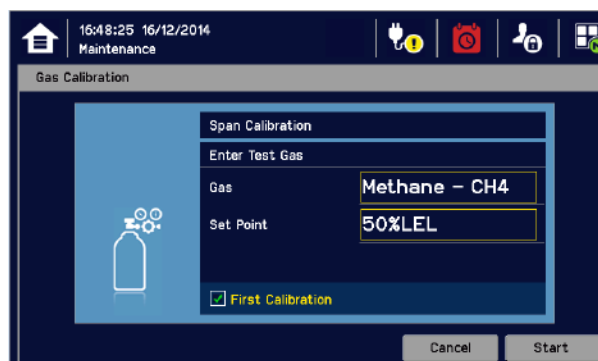 16:48:25 16/12/2014
Maintenance
Gas Calibration
Span Calibration
Enter Test Gas
Gas Methane - CH4
Set Point 50%LEL
First Calibration
Cancel Start